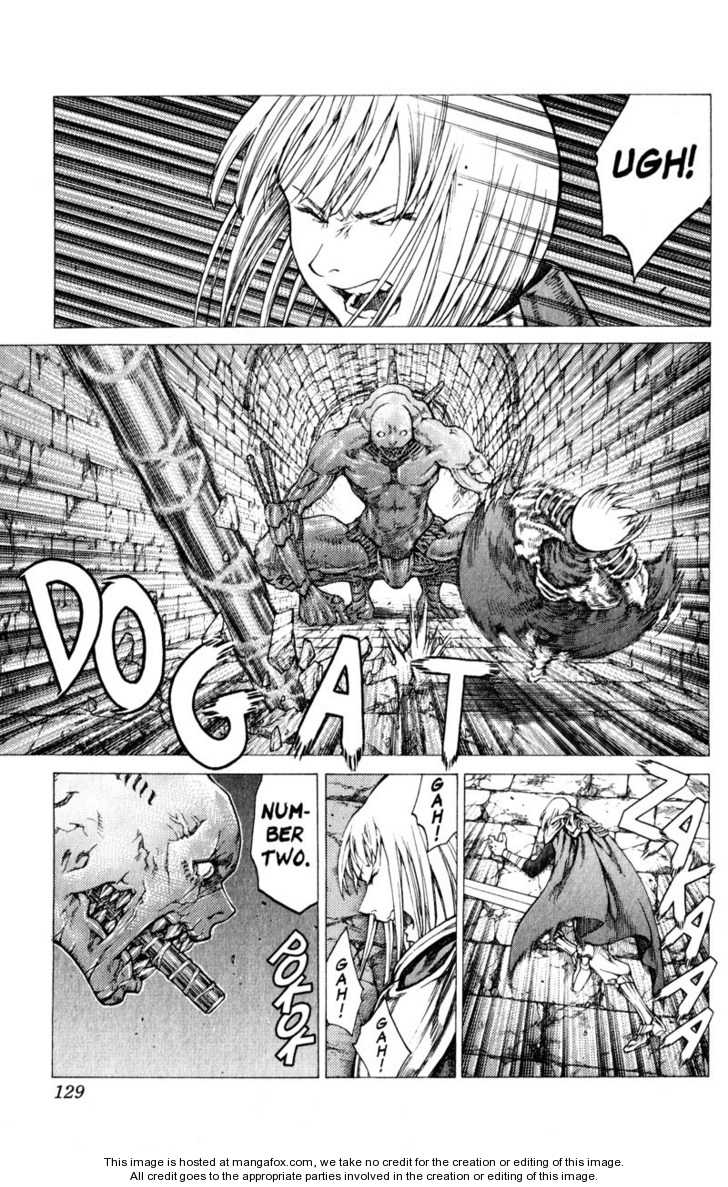 UGH!
DOGAT
ZAKAAAA
GAH!
GAH!
GAH!
NUM-
BER
TWO.
POKOK
129
This image is hosted at mangafox.com, we take no credit for the creation or editing of this image.
All credit goes to the appropriate parties involved in the creation or editing of this image.